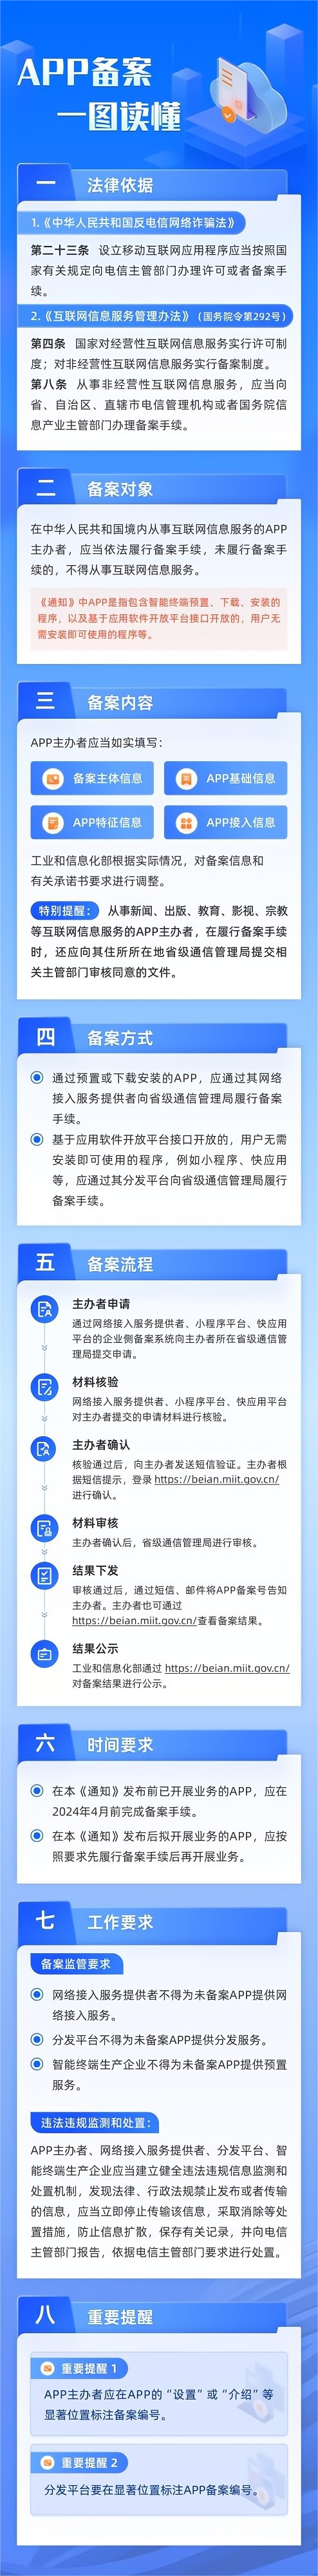 APP备案
一图读懂
一 法律依据
1.《中华人民共和国反电信网络诈骗法》
第二十三条 设立移动互联网应用程序应当按照国
家有关规定向电信主管部门办理许可或者备案手
续。
2.《互联网信息服务管理办法》（国务院令第292号）
第四条 国家对经营性互联网信息服务实行许可制
度；对非经营性互联网信息服务实行备案制度。
第八条 从事非经营性互联网信息服务，应当向
省、自治区、直辖市电信管理机构或者国务院信
息产业主管部门办理备案手续。
二 备案对象
在中华人民共和国境内从事互联网信息服务的APP
主办者，应当依法履行备案手续，未履行备案手
续的，不得从事互联网信息服务。
《通知》中APP是指包含智能终端预置、下载、安装的
程序，以及基于应用软件开放平台接口开放的，用户无
需安装即可使用的程序等。
三 备案内容
APP主办者应当如实填写：
备案主体信息 APP基础信息
APP特征信息 APP接入信息
工业和信息化部根据实际情况，对备案信息和
有关承诺书要求进行调整。
特别提醒： 从事新闻、出版、教育、影视、宗教
等互联网信息服务的APP主办者，在履行备案手续
时，还应向其住所所在地省级通信管理局提交相
关主管部门审核同意的文件。
四 备案方式
通过预置或下载安装的APP，应通过其网络
接入服务提供者向省级通信管理局履行备案
手续。
基于应用软件开放平台接口开放的，用户无需
安装即可使用的程序，例如小程序、快应用
等，应通过其分发平台向省级通信管理局履行
备案手续。
五 备案流程
主办者申请
通过网络接入服务提供者、小程序平台、快应用
平台的企业侧备案系统向主办者所在省级通信管
理局提交申请。
材料核验
网络接入服务提供者、小程序平台、快应用平台
对主办者提交的申请材料进行核验。
主办者确认
核验通过后，向主办者发送短信验证。主办者根
据短信提示，登录 https://beian.miit.gov.cn/
进行确认。
材料审核
主办者确认后，省级通信管理局进行审核。
结果下发
审核通过后，通过短信、邮件将APP备案号告知
主办者。主办者也可通过
https://beian.miit.gov.cn/查看备案结果。
结果公示
工业和信息化部通过 https://beian.miit.gov.cn/
对备案结果进行公示。
六 时间要求
在本《通知》发布前已开展业务的APP，应在
2024年4月前完成备案手续。
在本《通知》发布后拟开展业务的APP，应按
照要求先履行备案手续后再开展业务。
七 工作要求
备案监管要求
网络接入服务提供者不得为未备案APP提供网
络接入服务。
分发平台不得为未备案APP提供分发服务。
智能终端生产企业不得为未备案APP提供预置
服务。
违法违规监测和处置：
APP主办者、网络接入服务提供者、分发平台、智
能终端生产企业应当建立健全违法违规信息监测和
处置机制，发现法律、行政法规禁止发布或者传输
的信息，应当立即停止传输该信息，采取消除等处
置措施，防止信息扩散，保存有关记录，并向电信
主管部门报告，依据电信主管部门要求进行处置。
八 重要提醒
重要提醒 1
APP主办者应在APP的“设置”或“介绍”等
显著位置标注备案编号。
重要提醒 2
分发平台要在显著位置标注APP备案编号。